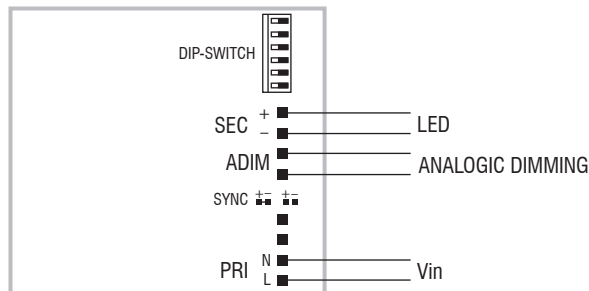 DIP-SWITCH
SEC + LED
−
ADIM ANALOGIC DIMMING
SYNC +− +−
PRI N Vin
L